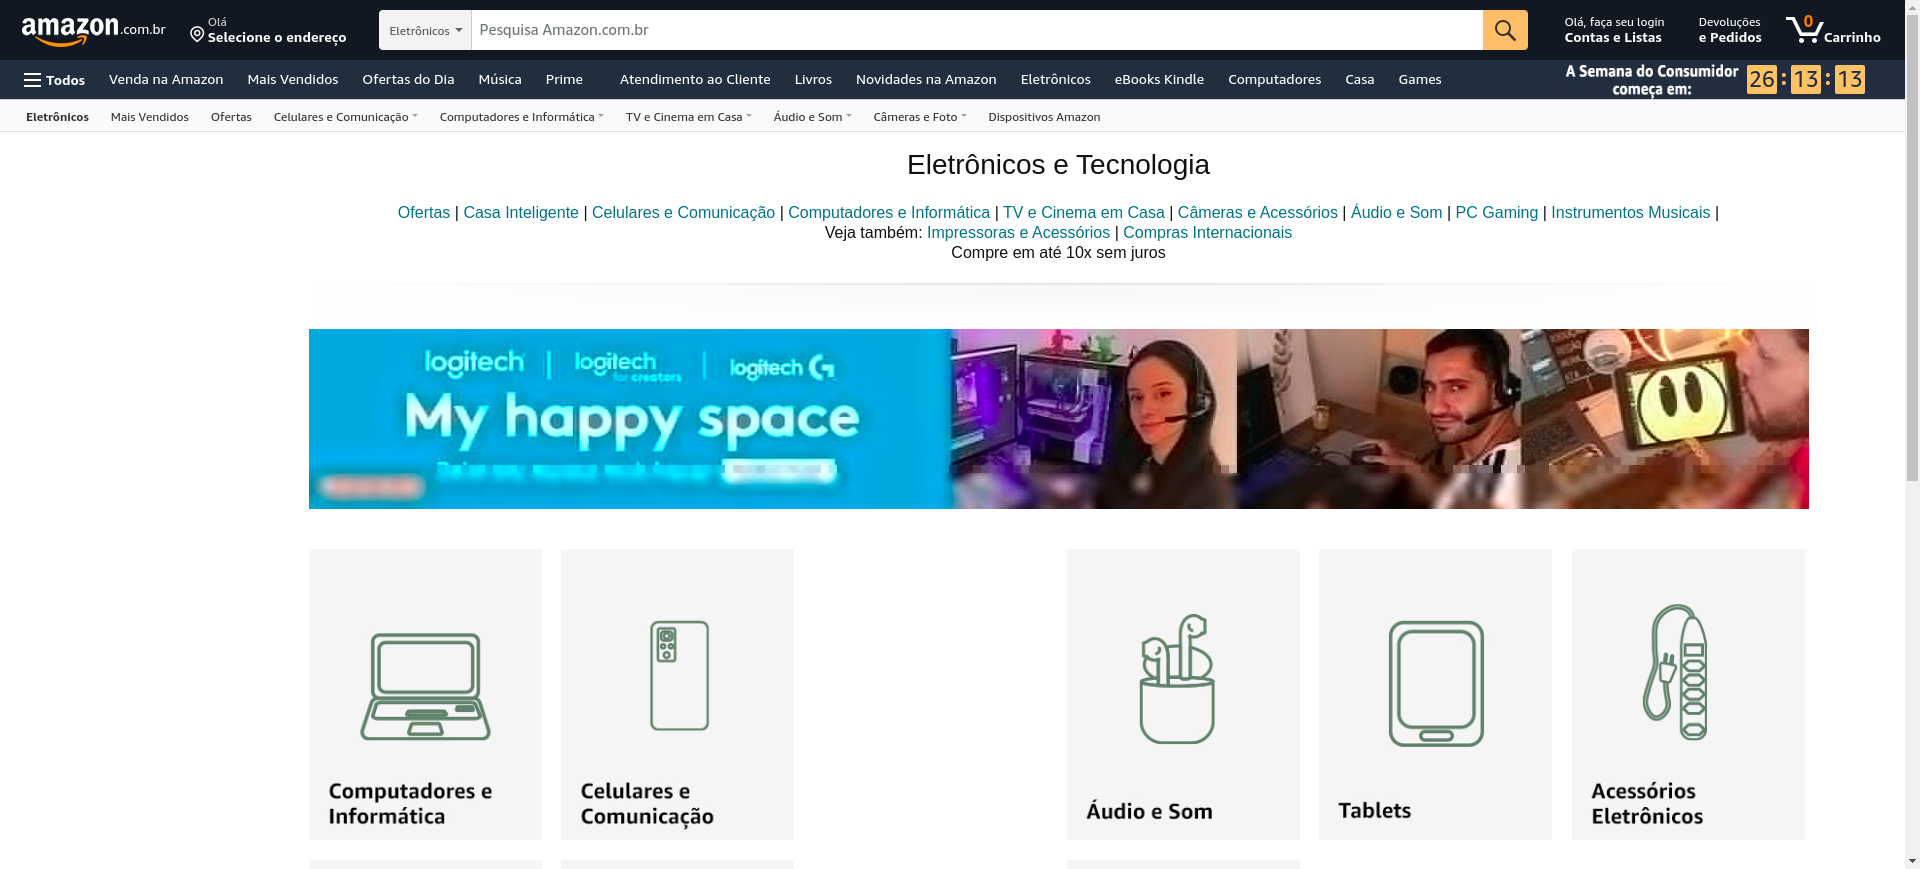 amazon.com.br
Olá
Selecione o endereço
Eletrônicos
Pesquisa Amazon.com.br
Olá, faça seu login
Contas e Listas
Devoluções
e Pedidos
0
Carrinho
Todos
Venda na Amazon
Mais Vendidos
Ofertas do Dia
Música
Prime
Atendimento ao Cliente
Livros
Novidades na Amazon
Eletrônicos
eBooks Kindle
Computadores
Casa
Games
A Semana do Consumidor
começa em:
26:13:13
Eletrônicos
Mais Vendidos
Ofertas
Celulares e Comunicação
Computadores e Informática
TV e Cinema em Casa
Áudio e Som
Câmeras e Foto
Dispositivos Amazon
Eletrônicos e Tecnologia
Ofertas | Casa Inteligente | Celulares e Comunicação | Computadores e Informática | TV e Cinema em Casa | Câmeras e Acessórios | Áudio e Som | PC Gaming | Instrumentos Musicais |
Veja também: Impressoras e Acessórios | Compras Internacionais
Compre em até 10x sem juros
logitech | logitech for creators | logitech G
My happy space
Computadores e
Informática
Celulares e
Comunicação
Áudio e Som
Tablets
Acessórios
Eletrônicos